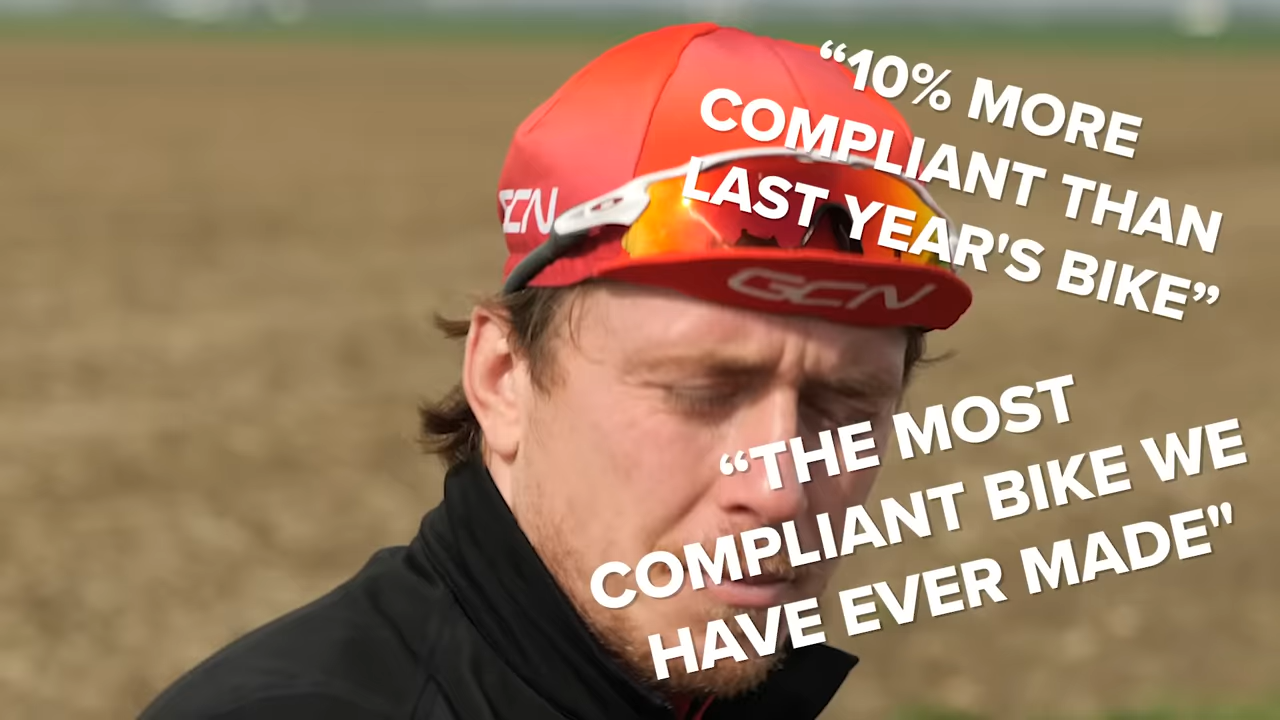 “10% MORE
COMPLIANT THAN
LAST YEAR'S BIKE”
GCN
GCN
“THE MOST
COMPLIANT BIKE WE
HAVE EVER MADE"